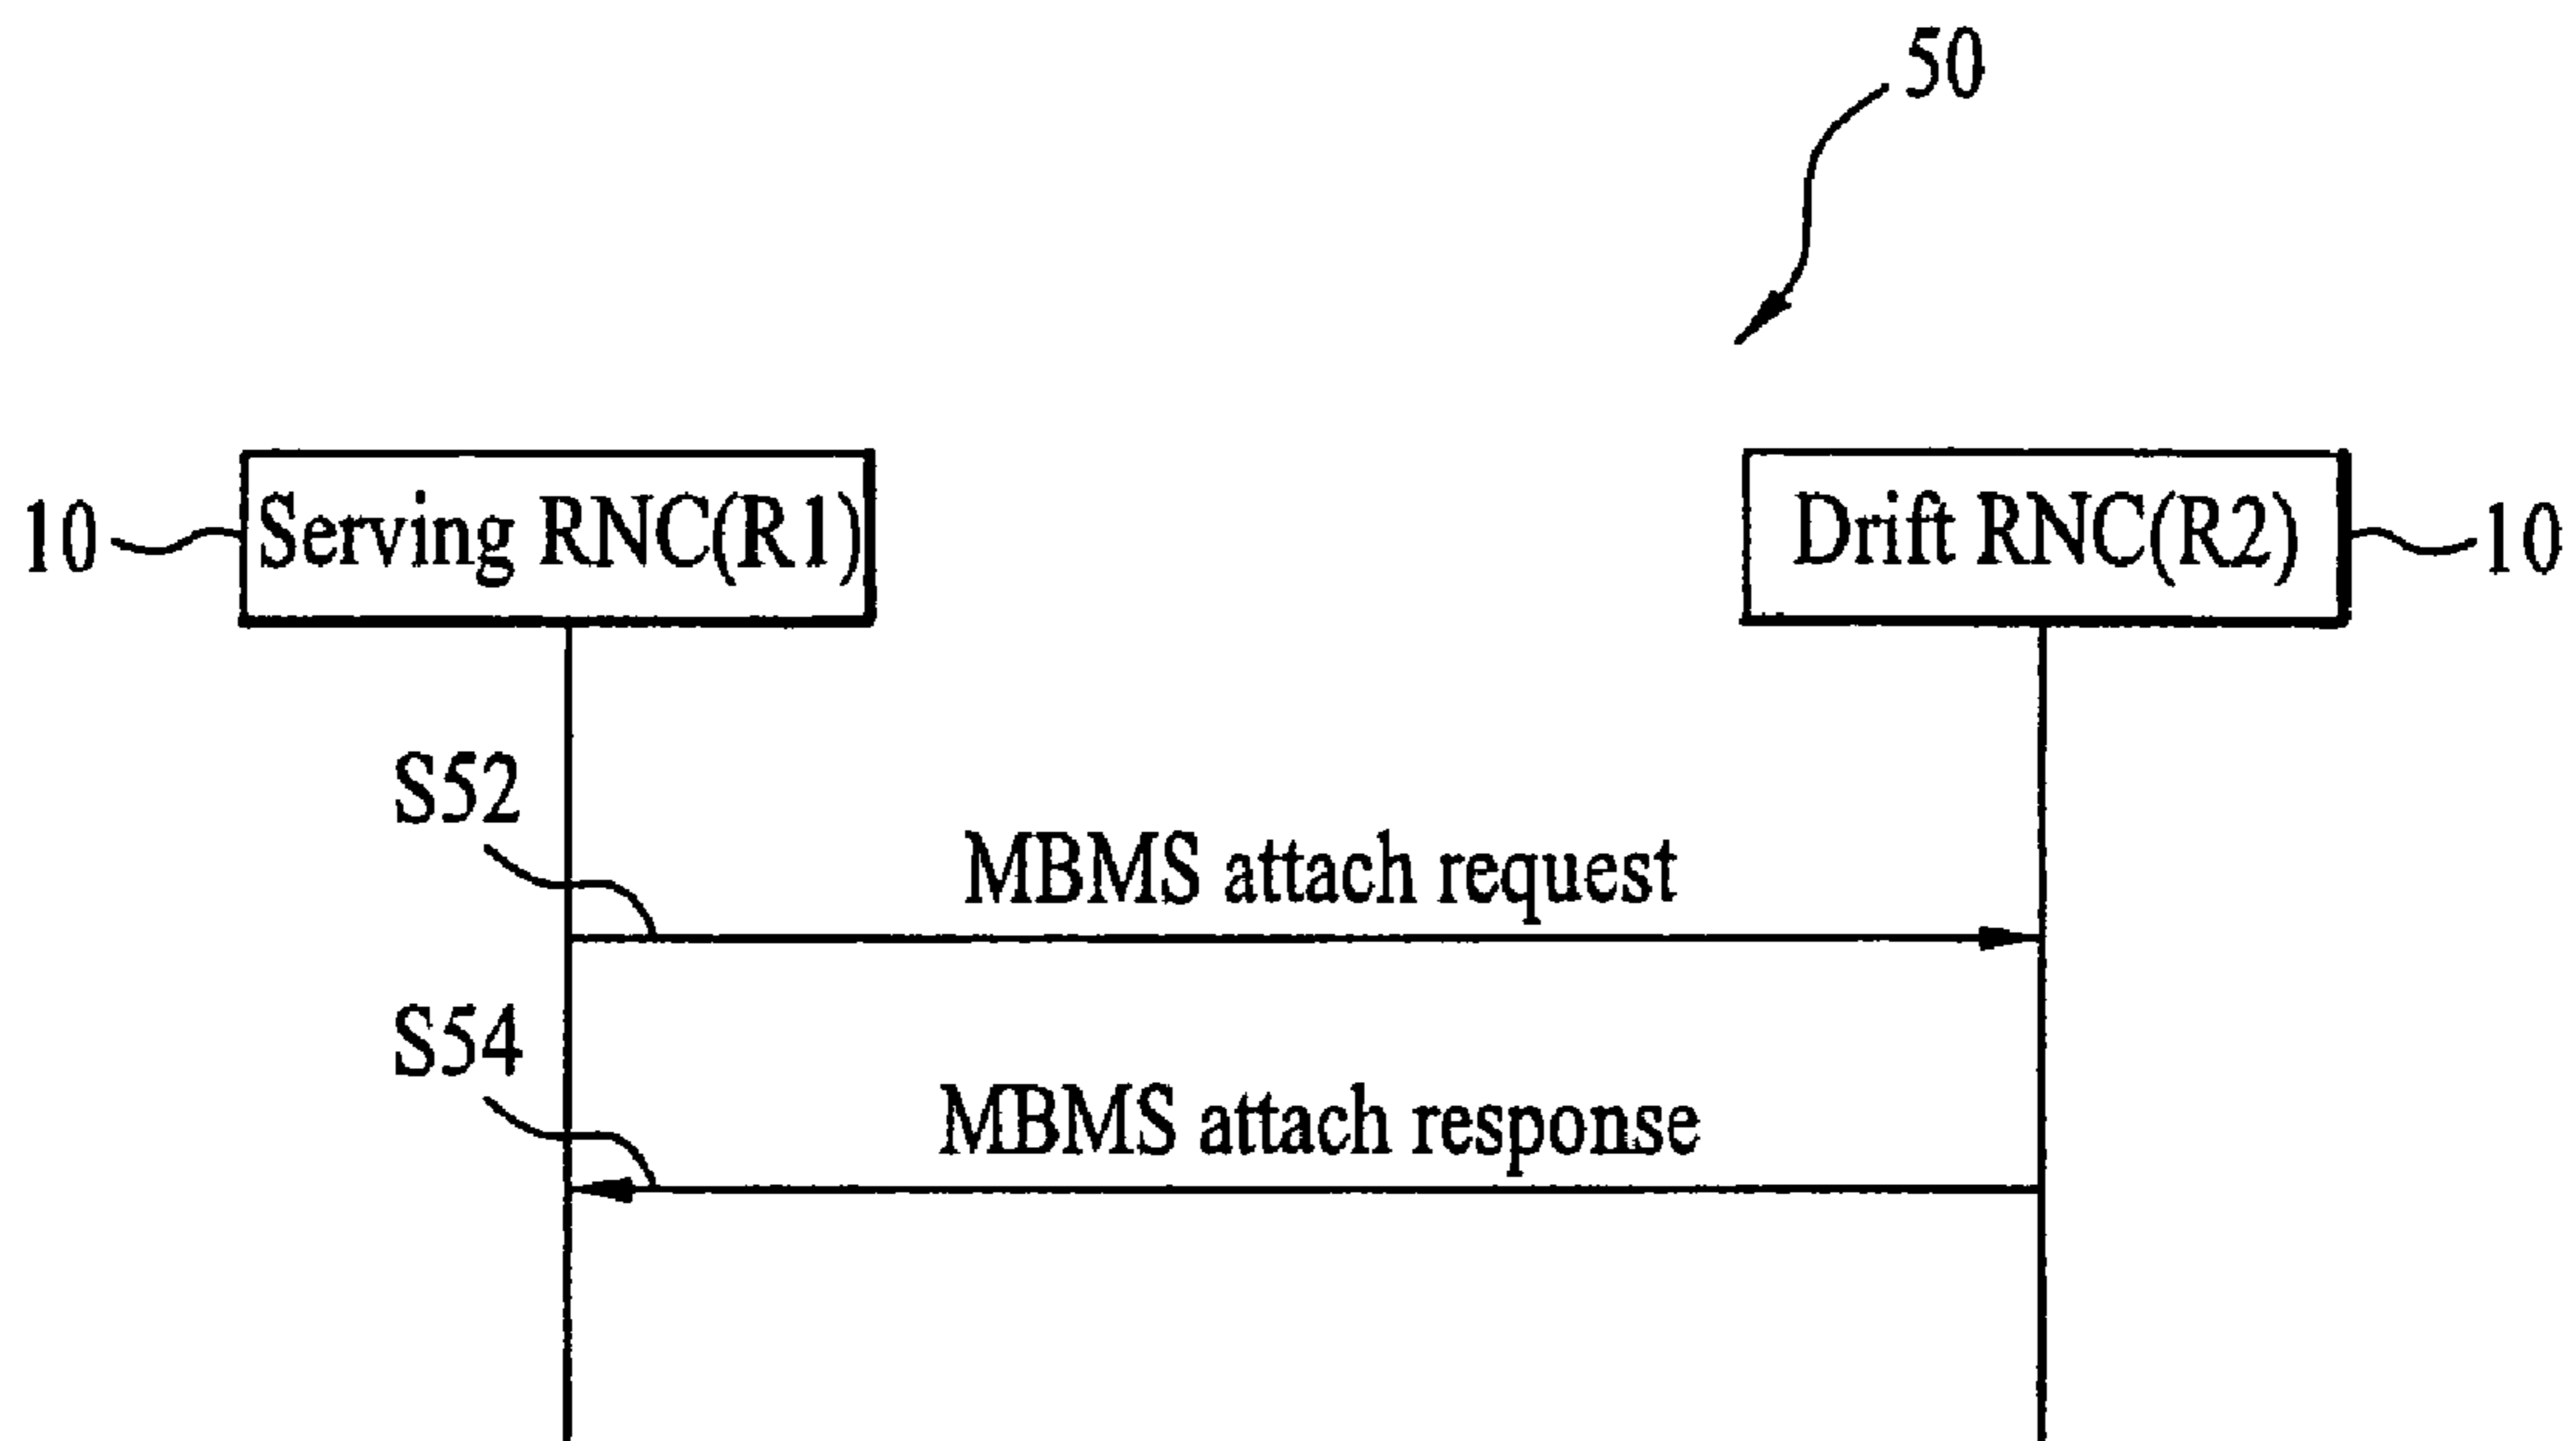 50
10
Serving RNC(R1)
Drift RNC(R2)
10
S52
MBMS attach request
S54
MBMS attach response